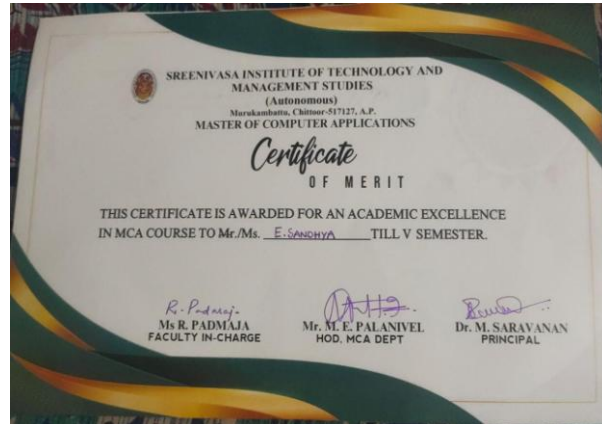 SREENIVASA INSTITUTE OF TECHNOLOGY AND
MANAGEMENT STUDIES
(Autonomous)
Murukambattu, Chittoor-517127, A.P.
MASTER OF COMPUTER APPLICATIONS
Certificate
OF MERIT
THIS CERTIFICATE IS AWARDED FOR AN ACADEMIC EXCELLENCE
IN MCA COURSE TO Mr./Ms. E.SANDHYA TILL V SEMESTER.
R. Padmaj.
Ms R. PADMAJA Mr. M. E. PALANIVEL Dr. M. SARAVANAN
FACULTY IN-CHARGE HOD. MCA DEPT PRINCIPAL